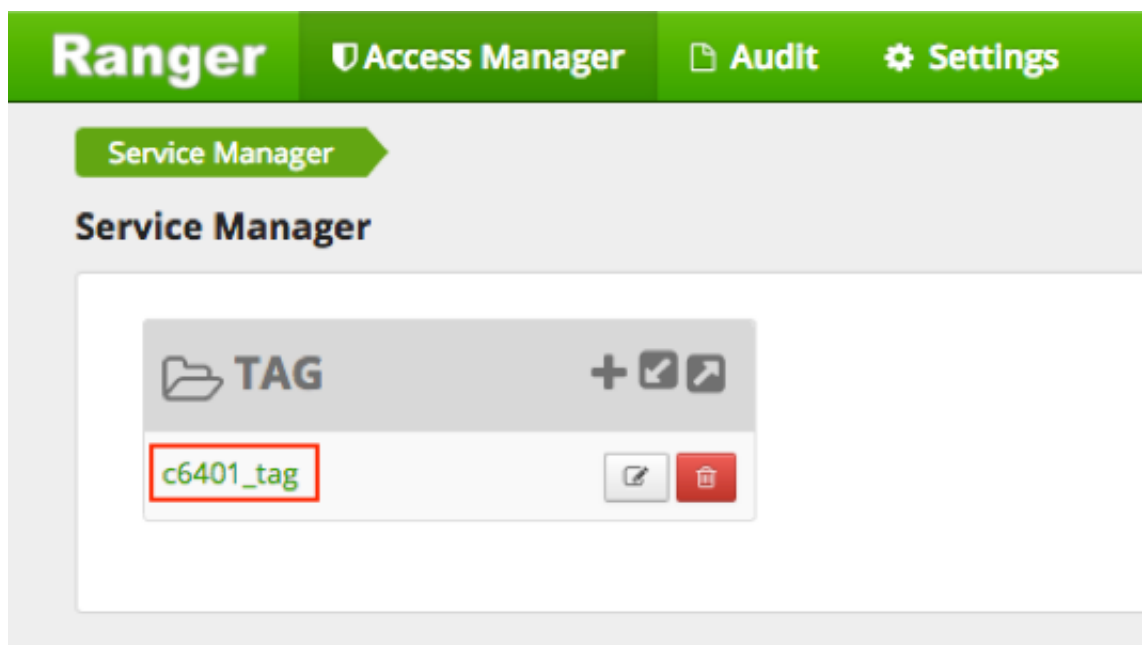 Ranger Access Manager Audit Settings
Service Manager
Service Manager
TAG
c6401_tag